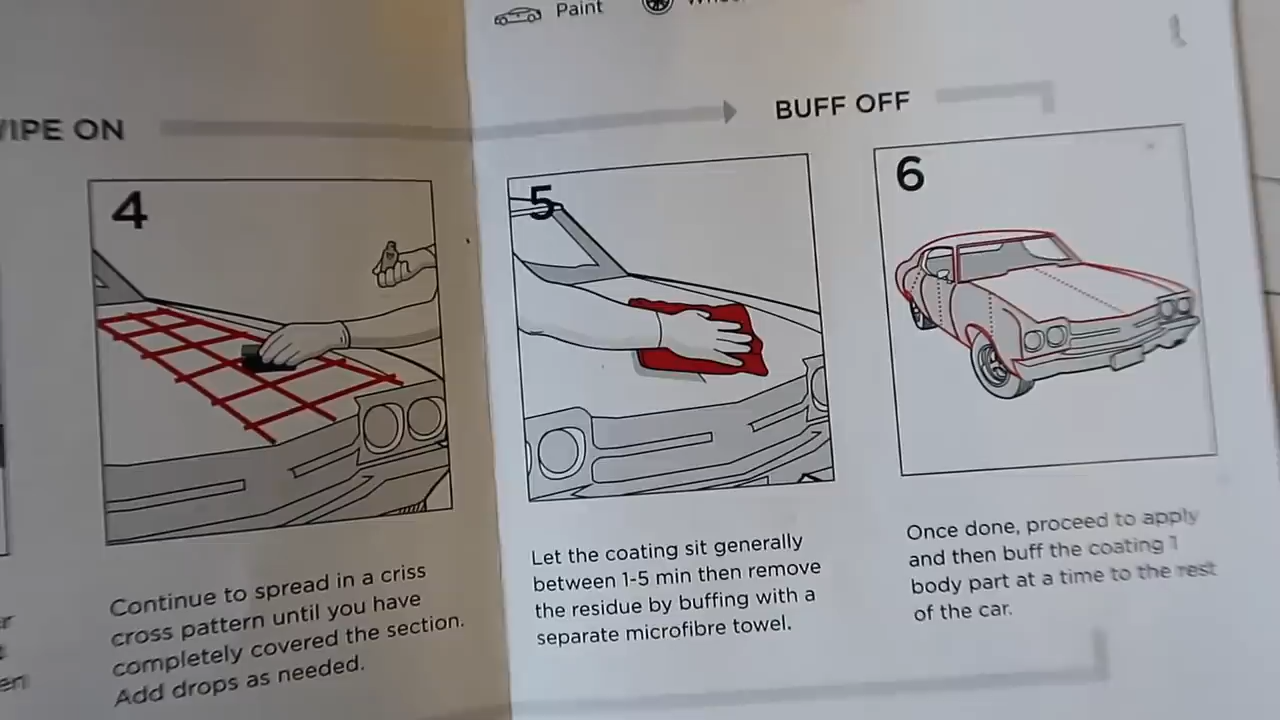 Paint
WIPE ON
BUFF OFF
4
5
6
Continue to spread in a criss
cross pattern until you have
completely covered the section.
Add drops as needed.
Let the coating sit generally
between 1-5 min then remove
the residue by buffing with a
separate microfibre towel.
Once done, proceed to apply
and then buff the coating 1
body part at a time to the rest
of the car.